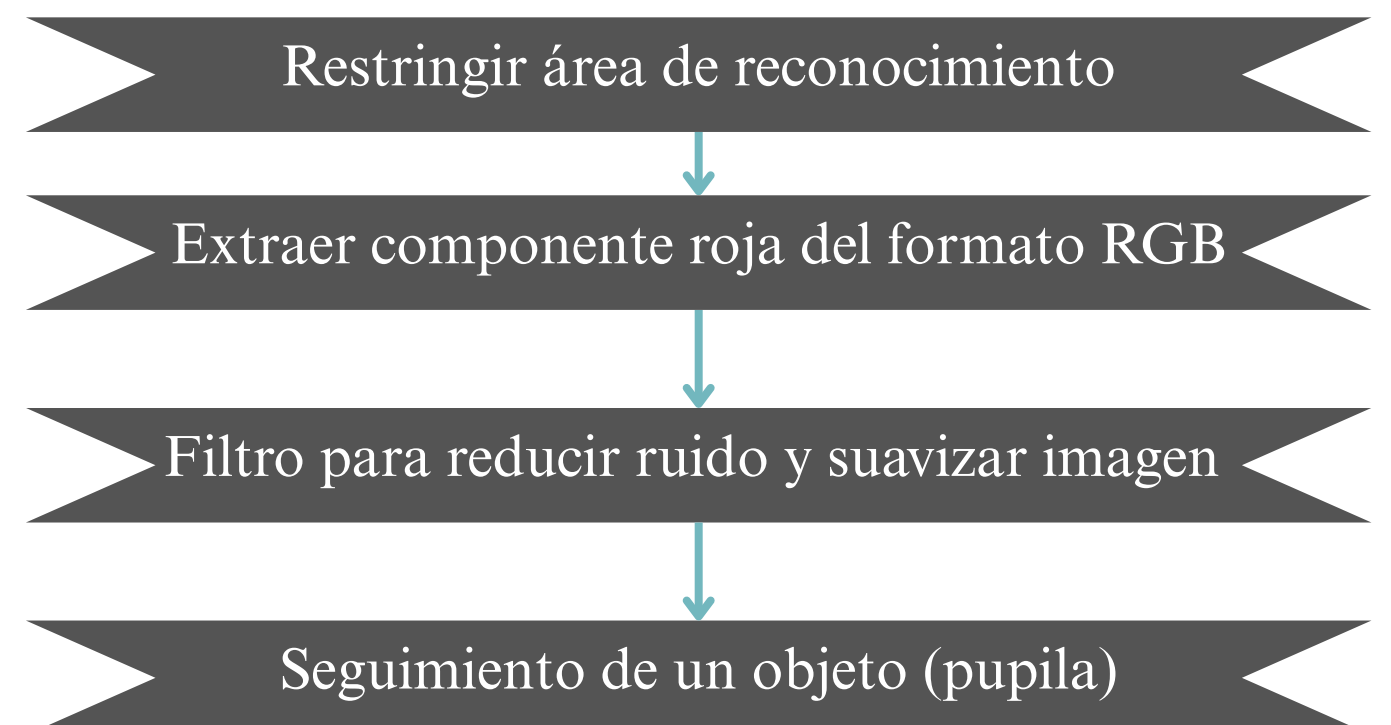 Restringir área de reconocimiento
Extraer componente roja del formato RGB
Filtro para reducir ruido y suavizar imagen
Seguimiento de un objeto (pupila)